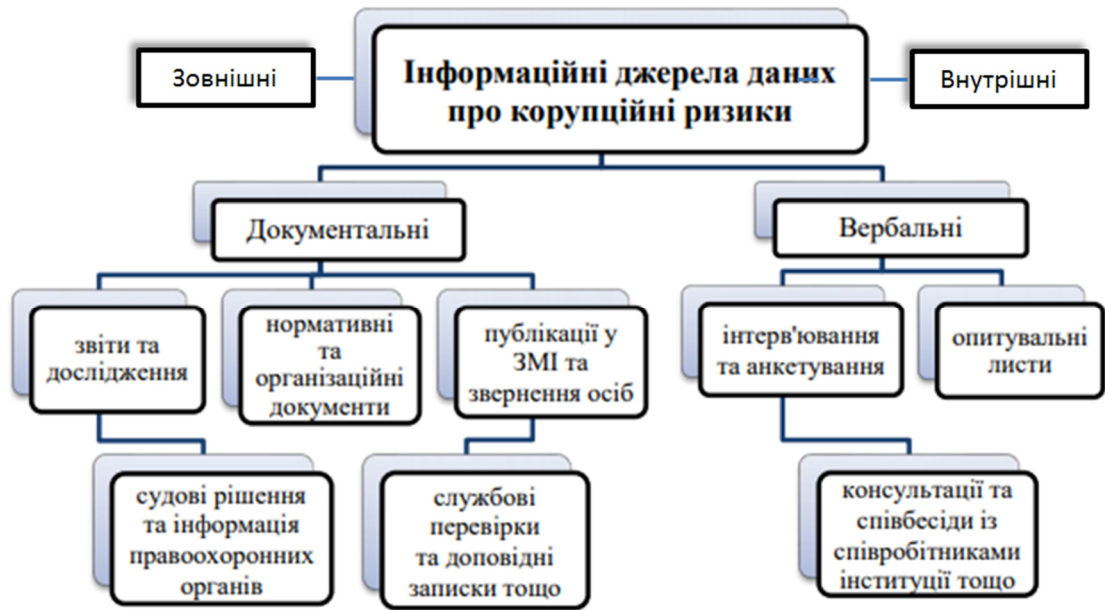 Зовнішні
Інформаційні джерела даних
про корупційні ризики
Внутрішні
Документальні
Вербальні
звіти та
дослідження
нормативні
та
організаційні
документи
публікації у
ЗМІ та
звернення осіб
інтерв'ювання
та анкетування
опитувальні
листи
судові рішення
та інформація
правоохоронних
органів
службові
перевірки
та доповідні
записки тощо
консультації та
співбесіди із
співробітниками
інституції тощо